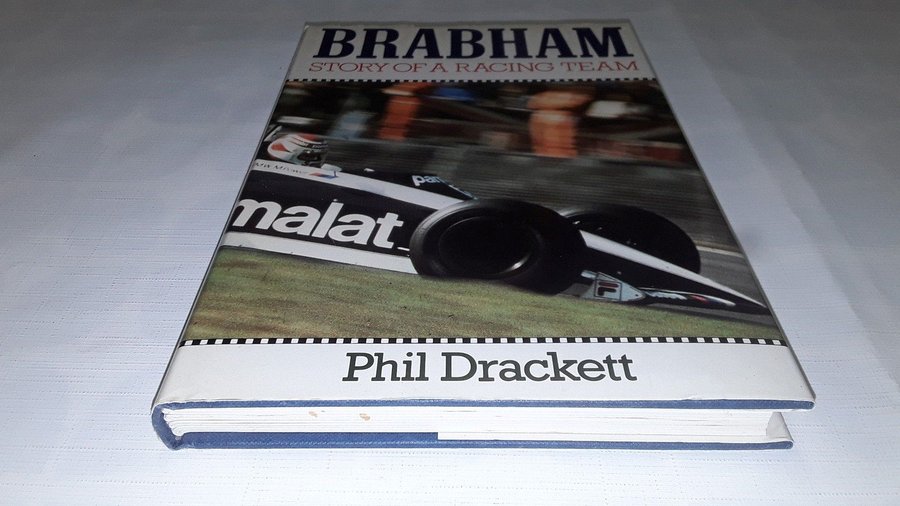 BRABHAM
STORY OF A RACING TEAM
malat
Phil Drackett